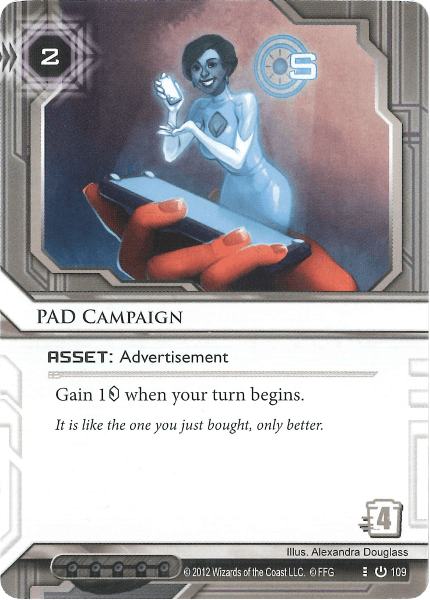 2
S
PAD CAMPAIGN
ASSET: Advertisement
Gain 1 when your turn begins.
It is like the one you just bought, only better.
4
Illus. Alexandra Douglass
© 2012 Wizards of the Coast LLC. © FFG 109